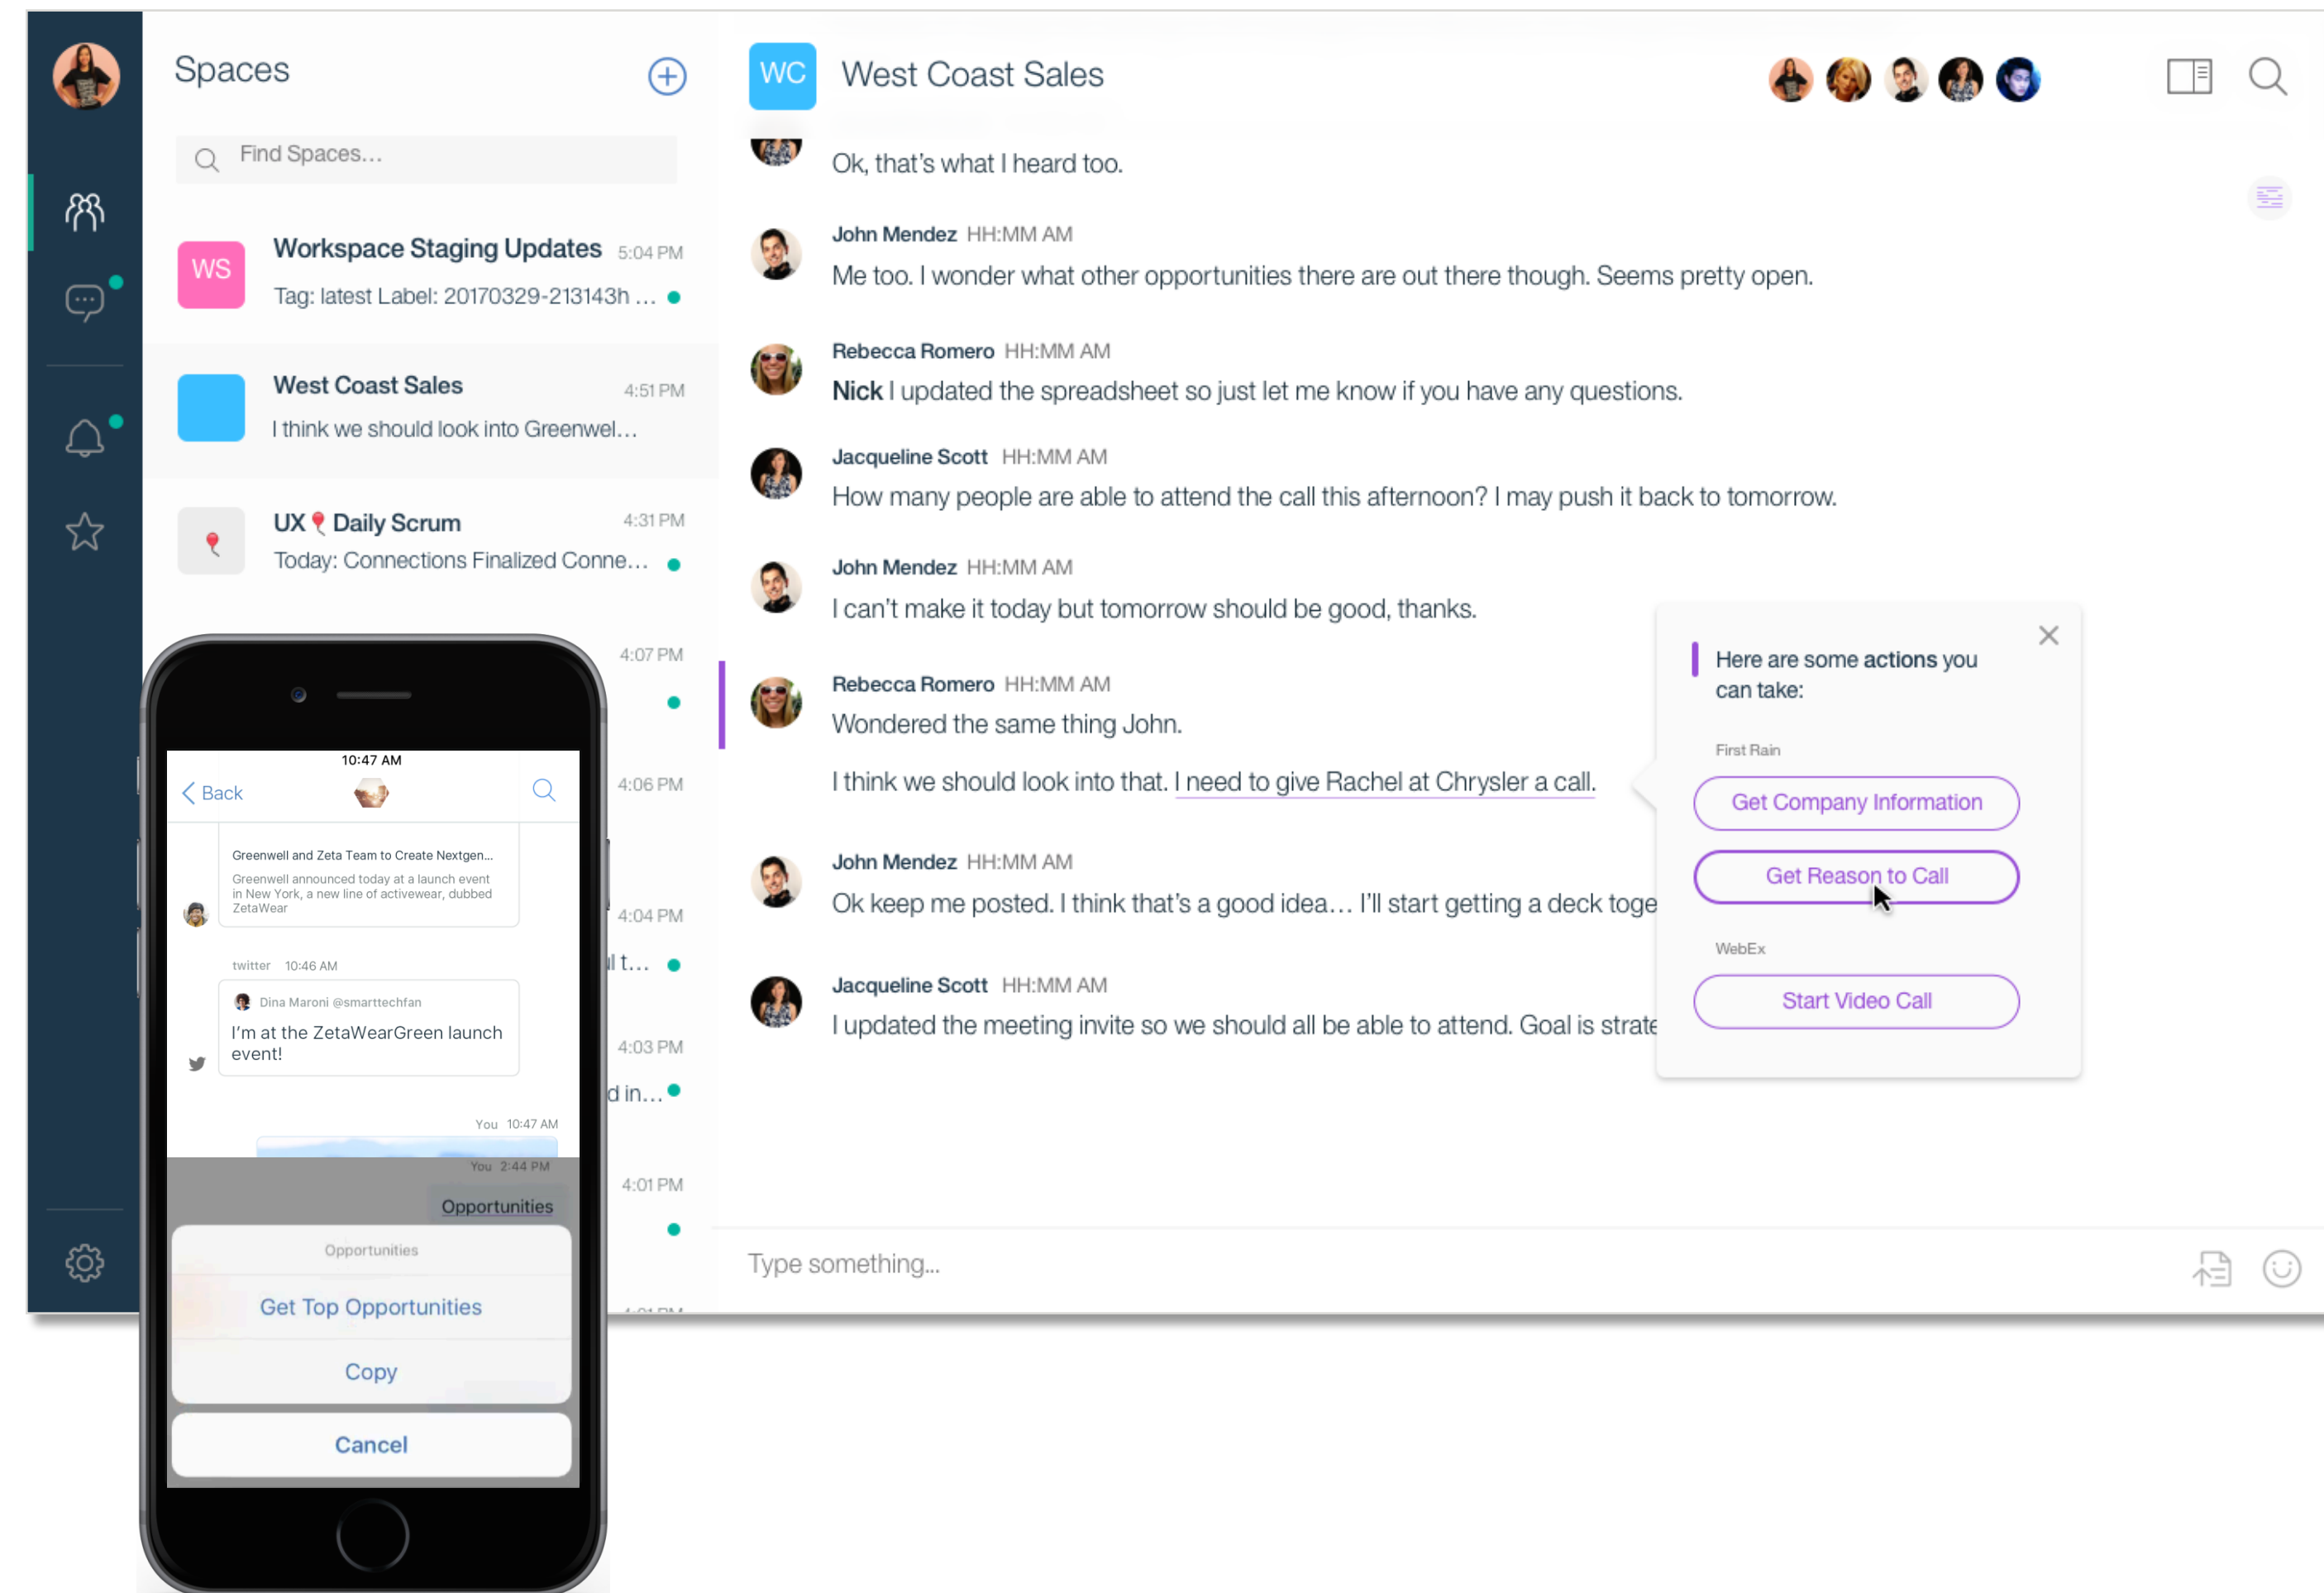 Spaces
Find Spaces...
WS
Workspace Staging Updates 5:04 PM
Tag: latest Label: 20170329-213143h ...
West Coast Sales 4:51 PM
I think we should look into Greenwel...
UX Daily Scrum 4:31 PM
Today: Connections Finalized Conne...
4:07 PM
4:06 PM
4:04 PM
t...
4:03 PM
d in...
4:01 PM
WC West Coast Sales
Ok, that's what I heard too.
John Mendez HH:MM AM
Me too. I wonder what other opportunities there are out there though. Seems pretty open.
Rebecca Romero HH:MM AM
Nick I updated the spreadsheet so just let me know if you have any questions.
Jacqueline Scott HH:MM AM
How many people are able to attend the call this afternoon? I may push it back to tomorrow.
John Mendez HH:MM AM
I can't make it today but tomorrow should be good, thanks.
Rebecca Romero HH:MM AM
Wondered the same thing John.
I think we should look into that. I need to give Rachel at Chrysler a call.
John Mendez HH:MM AM
Ok keep me posted. I think that's a good idea... I'll start getting a deck toge
Jacqueline Scott HH:MM AM
I updated the meeting invite so we should all be able to attend. Goal is strate
Type something...
Here are some actions you
can take:
First Rain
Get Company Information
Get Reason to Call
WebEx
Start Video Call
10:47 AM
Back
Greenwell and Zeta Team to Create Nextgen...
Greenwell announced today at a launch event
in New York, a new line of activewear, dubbed
ZetaWear
twitter 10:46 AM
Dina Maroni @smarttechfan
I'm at the ZetaWearGreen launch
event!
You 10:47 AM
You 2:44 PM
Opportunities
Opportunities
Get Top Opportunities
Copy
Cancel